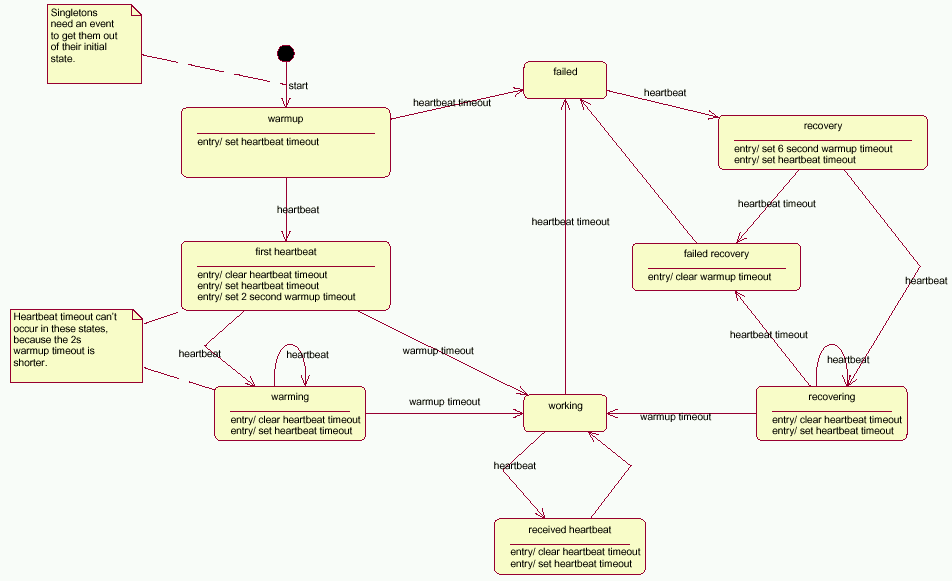 Singletons
need an event
to get them out
of their initial
state.
start
failed
heartbeat timeout
heartbeat
warmup
entry/ set heartbeat timeout
recovery
entry/ set 6 second warmup timeout
entry/ set heartbeat timeout
heartbeat
heartbeat timeout
heartbeat timeout
first heartbeat
entry/ clear heartbeat timeout
entry/ set heartbeat timeout
entry/ set 2 second warmup timeout
failed recovery
entry/ clear warmup timeout
heartbeat
Heartbeat timeout can't
occur in these states,
because the 2s
warmup timeout is
shorter.
heartbeat
heartbeat
warmup timeout
heartbeat timeout
heartbeat
warming
entry/ clear heartbeat timeout
entry/ set heartbeat timeout
warmup timeout
working
warmup timeout
recovering
entry/ clear heartbeat timeout
entry/ set heartbeat timeout
heartbeat
received heartbeat
entry/ clear heartbeat timeout
entry/ set heartbeat timeout